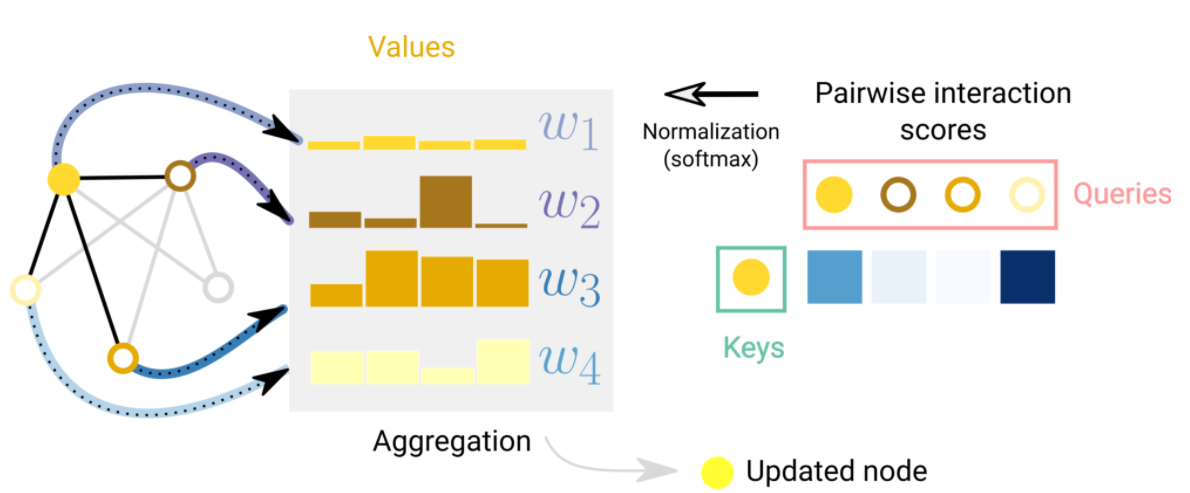 Values
w1
w2
w3
w4
Normalization
(softmax)
Pairwise interaction
scores
Queries
Keys
Aggregation
Updated node